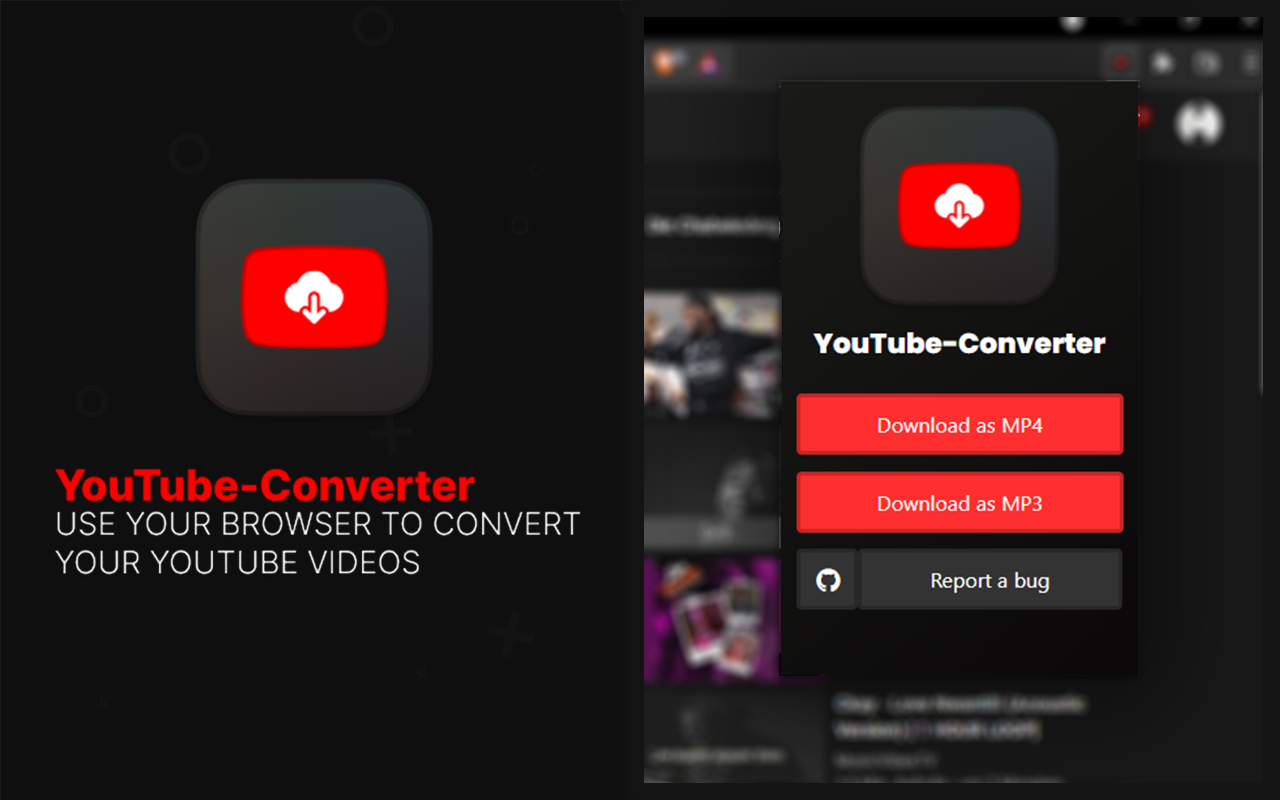 YouTube-Converter
USE YOUR BROWSER TO CONVERT
YOUR YOUTUBE VIDEOS
YouTube-Converter
Download as MP4
Download as MP3
Report a bug